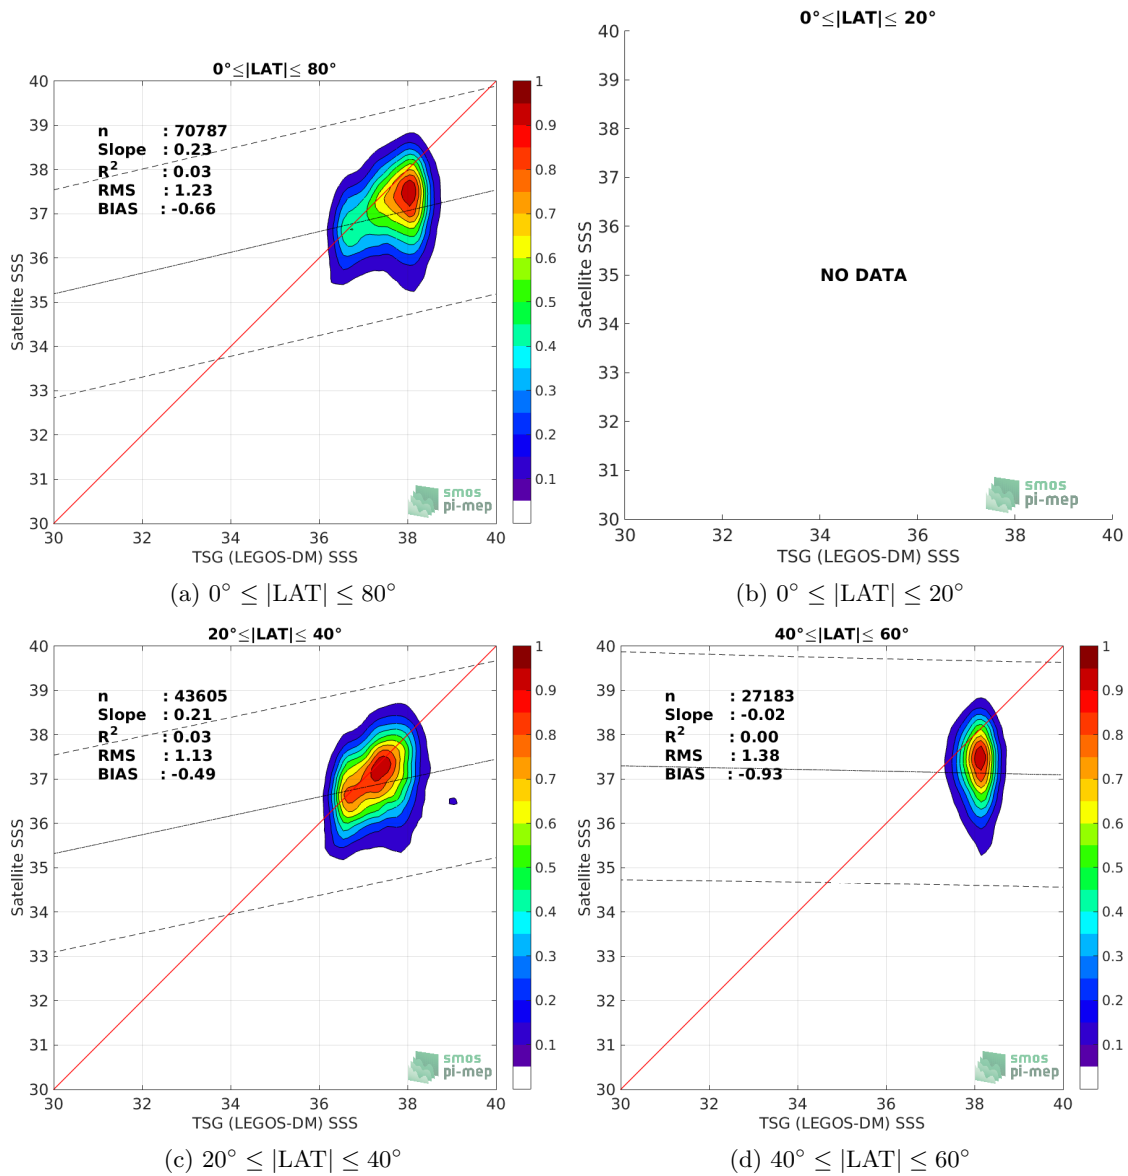 0°≤|LAT|≤ 80°
40
39
38
37
36
35
34
33
32
31
30
Satellite SSS
n : 70787
Slope : 0.23
R² : 0.03
RMS : 1.23
BIAS : -0.66
smos
pi-mep
30 32 34 36 38 40
TSG (LEGOS-DM) SSS
1
0.9
0.8
0.7
0.6
0.5
0.4
0.3
0.2
0.1
(a) 0° ≤ |LAT| ≤ 80°
0°≤|LAT|≤ 20°
40
39
38
37
36
35
34
33
32
31
30
Satellite SSS
NO DATA
smos
pi-mep
30 32 34 36 38 40
TSG (LEGOS-DM) SSS
(b) 0° ≤ |LAT| ≤ 20°
20°≤|LAT|≤ 40°
40
39
38
37
36
35
34
33
32
31
30
Satellite SSS
n : 43605
Slope : 0.21
R² : 0.03
RMS : 1.13
BIAS : -0.49
smos
pi-mep
30 32 34 36 38 40
TSG (LEGOS-DM) SSS
1
0.9
0.8
0.7
0.6
0.5
0.4
0.3
0.2
0.1
(c) 20° ≤ |LAT| ≤ 40°
40°≤|LAT|≤ 60°
40
39
38
37
36
35
34
33
32
31
30
Satellite SSS
n : 27183
Slope : -0.02
R² : 0.00
RMS : 1.38
BIAS : -0.93
smos
pi-mep
30 32 34 36 38 40
TSG (LEGOS-DM) SSS
1
0.9
0.8
0.7
0.6
0.5
0.4
0.3
0.2
0.1
(d) 40° ≤ |LAT| ≤ 60°